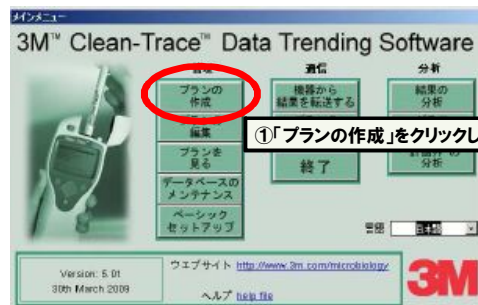 メインメニュー
3M™ Clean-Trace™ Data Trending Software
管理
通信
分析
プランの
作成
機器から
結果を転送する
結果の
分析
①「プランの作成」をクリックし
編集
プランを
見る
終了
分析
データベースの
メンテナンス
ベーシック
セットアップ
言語
日本語
Version: 5.01
30th March 2009
ウエブサイト http://www.3m.com/microbiology
ヘルプ help file
3M